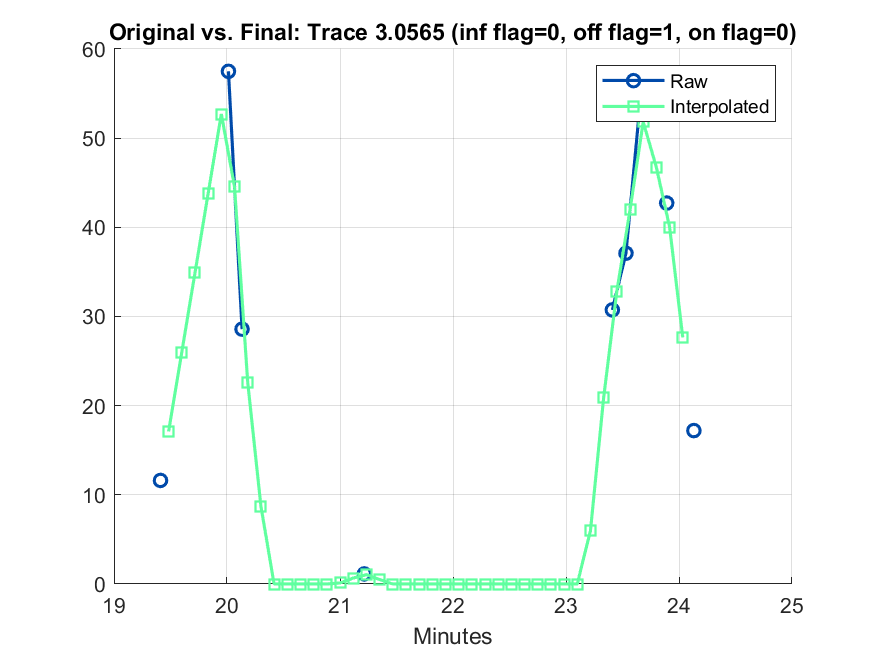 Original vs. Final: Trace 3.0565 (inf flag=0, off flag=1, on flag=0)
60
50
40
30
20
10
0
Raw
Interpolated
19 20 21 22 23 24 25
Minutes